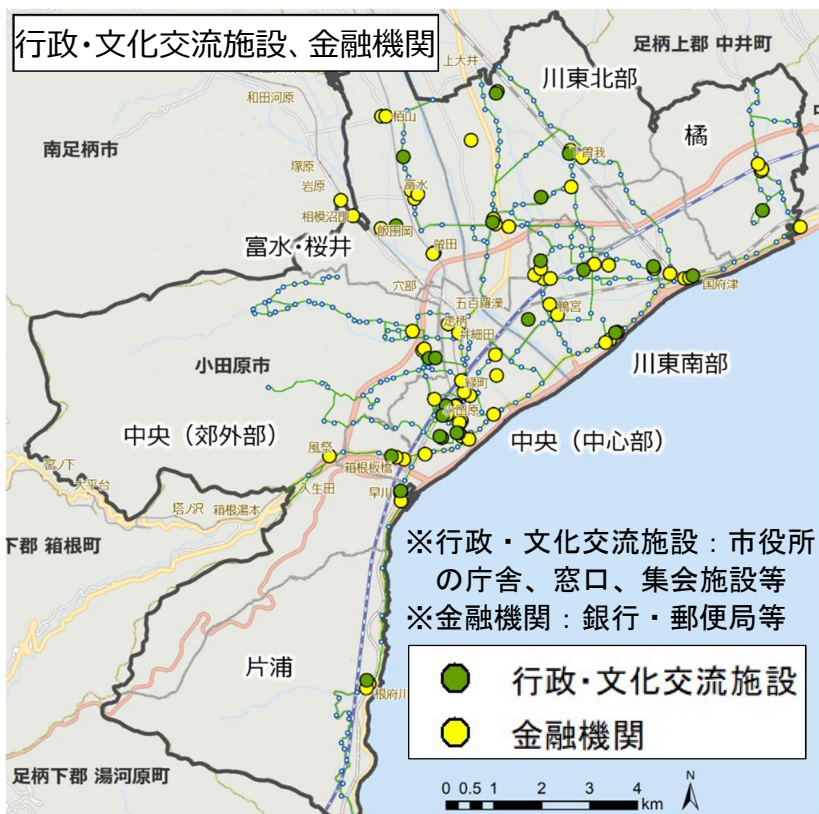 行政・文化交流施設、金融機関
足柄上郡 中井町
上大井
川東北部
和田河原
栢山
橘
下曽我
南足柄市
塚原
岩原
富水
相模沼田
飯田岡
富水・桜井
螢田
穴部
国府津
五百羅漢
鴨宮
足柄
井細田
小田原市
川東南部
緑町
小田原
中央（郊外部）
中央（中心部）
風祭
箱根板橋
宮ノ下
大平台
入生田
早川
塔ノ沢
箱根湯本
下郡 箱根町
※行政・文化交流施設：市役所
の庁舎、窓口、集会施設等
※金融機関：銀行・郵便局等
片浦
行政・文化交流施設
根府川
金融機関
足柄下郡 湯河原町
0 0.5 1 2 3 4
km
N